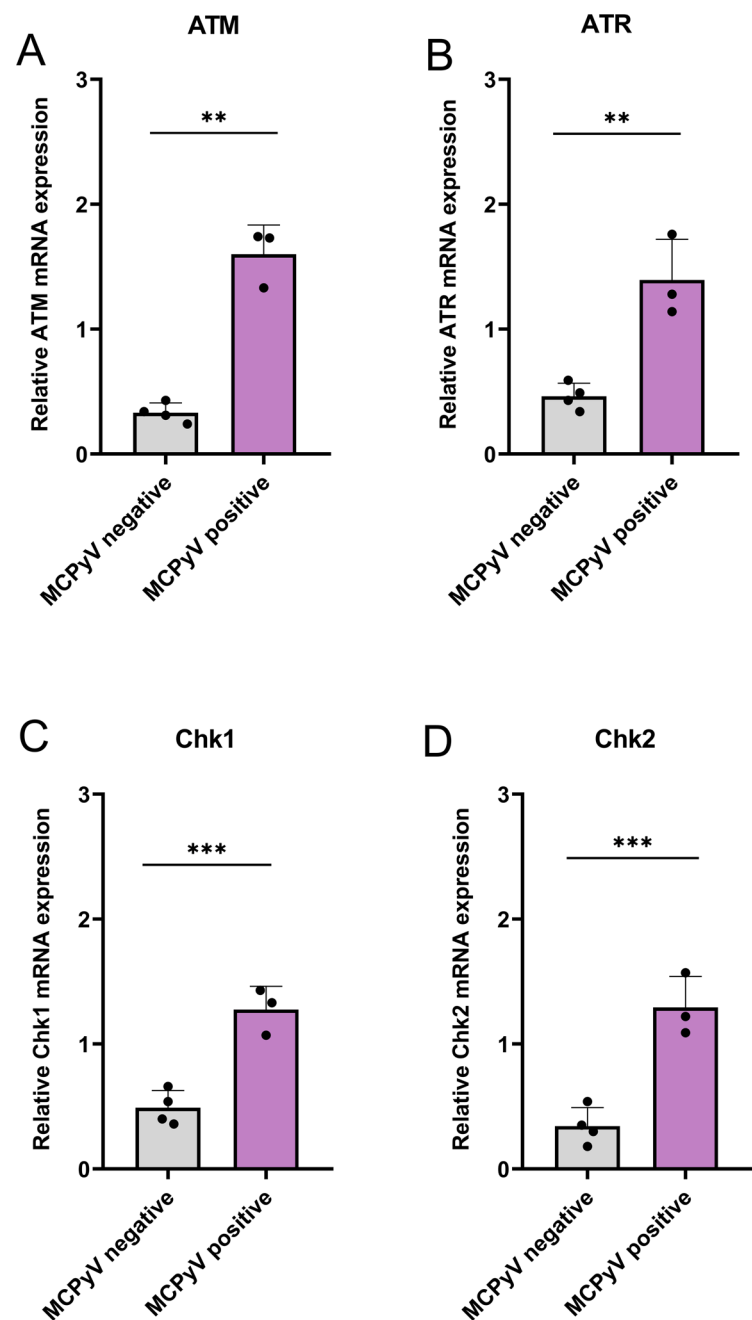 A
ATM
Relative ATM mRNA expression
3
2
1
0
**
MCPyV negative
MCPyV positive
B
ATR
Relative ATR mRNA expression
3
2
1
0
**
MCPyV negative
MCPyV positive
C
Chk1
Relative Chk1 mRNA expression
3
2
1
0
***
MCPyV negative
MCPyV positive
D
Chk2
Relative Chk2 mRNA expression
3
2
1
0
***
MCPyV negative
MCPyV positive